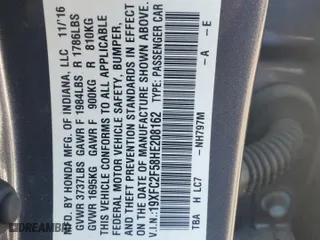 MFD. BY HONDA MFG. OF INDIANA, LLC 11/'16
GVWR 3737LBS GAWR F 1984LBS R 1786LBS
GVWR 1695KG GAWR F 900KG R 810KG
THIS VEHICLE CONFORMS TO ALL APPLICABLE
FEDERAL MOTOR VEHICLE SAFETY, BUMPER,
AND THEFT PREVENTION STANDARDS IN EFFECT
ON THE DATE OF MANUFACTURE SHOWN ABOVE.
V.I.N.:19XFC2F58HE208162 TYPE: PASSENGER CAR
NH797M -A -E
TBA H LC7